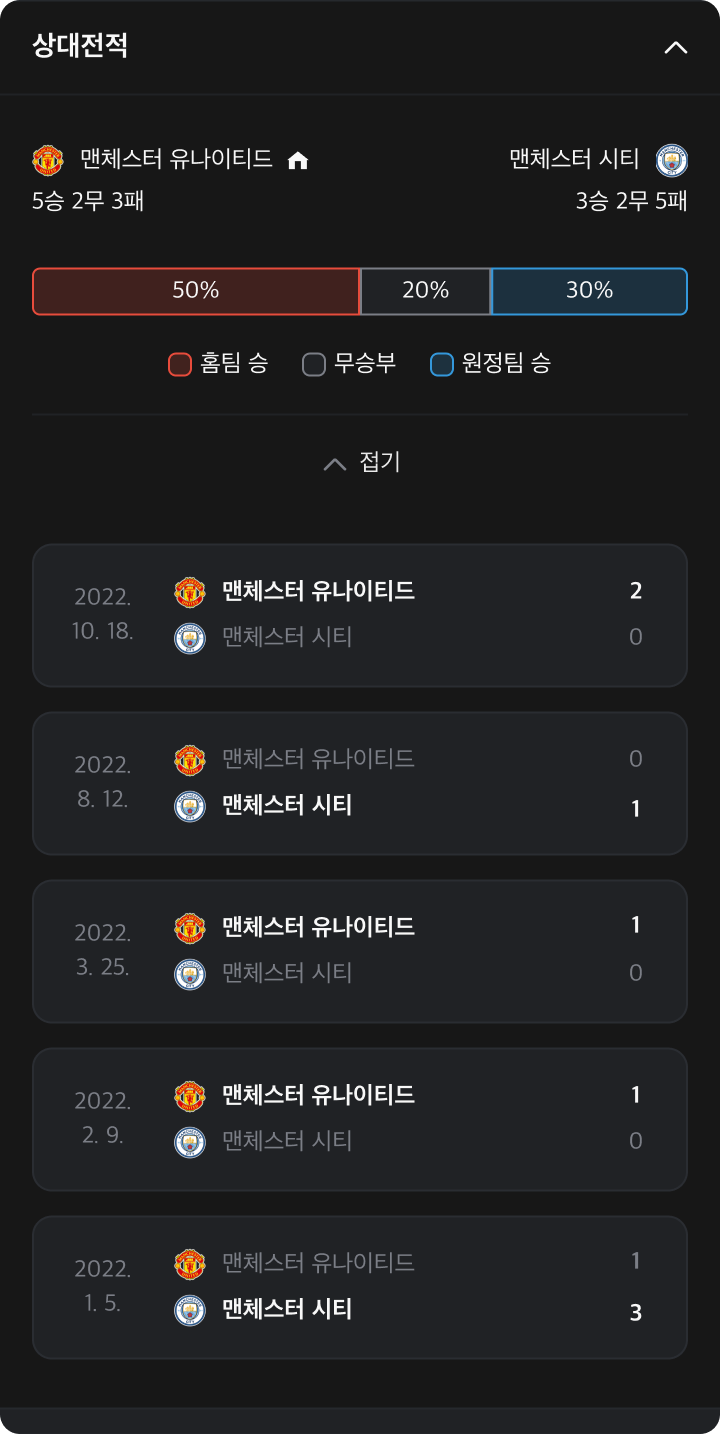 상대전적
맨체스터 유나이티드 맨체스터 시티
5승 2무 3패 3승 2무 5패
50% 20% 30%
홈팀 승 무승부 원정팀 승
접기
2022.
10. 18.
맨체스터 유나이티드 2
맨체스터 시티 0
2022.
8. 12.
맨체스터 유나이티드 0
맨체스터 시티 1
2022.
3. 25.
맨체스터 유나이티드 1
맨체스터 시티 0
2022.
2. 9.
맨체스터 유나이티드 1
맨체스터 시티 0
2022.
1. 5.
맨체스터 유나이티드 1
맨체스터 시티 3